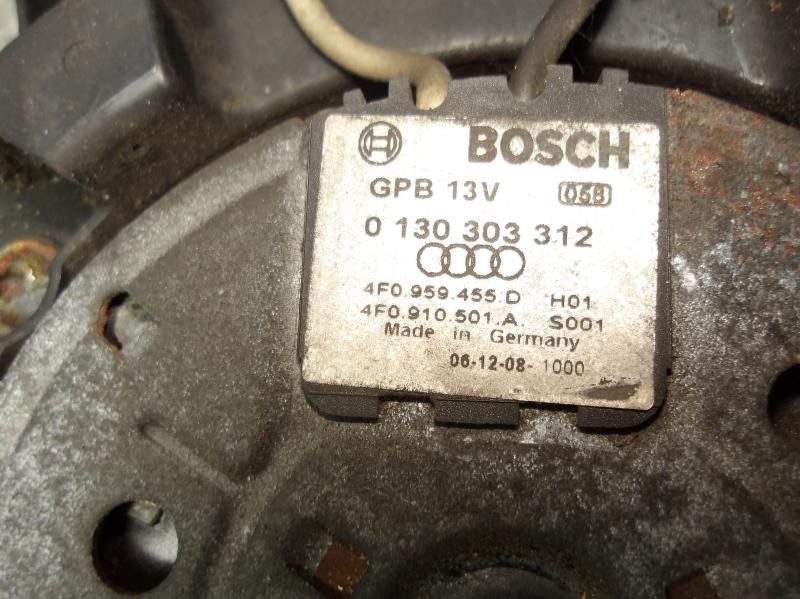 BOSCH
GPB 13V 068
0 130 303 312
4F0.959.455.D H01
4F0.910.501.A. S001
Made in Germany
06-12-08- 1000